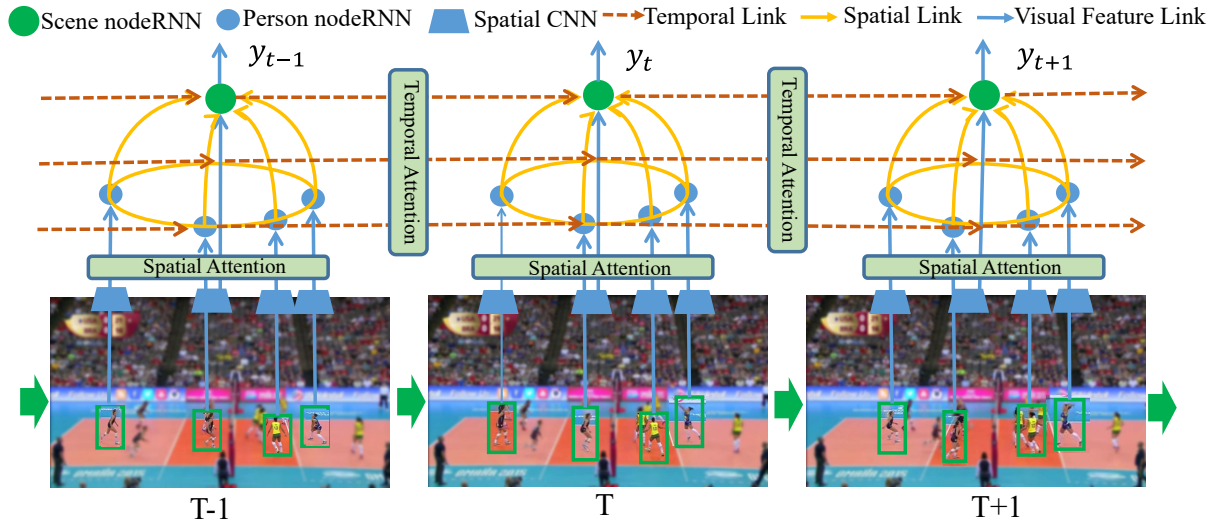 Scene nodeRNN Person nodeRNN Spatial CNN Temporal Link Spatial Link Visual Feature Link
y_{t−1} y_t y_{t+1}
Temporal Attention Temporal Attention
Spatial Attention Spatial Attention Spatial Attention
T-1 T T+1